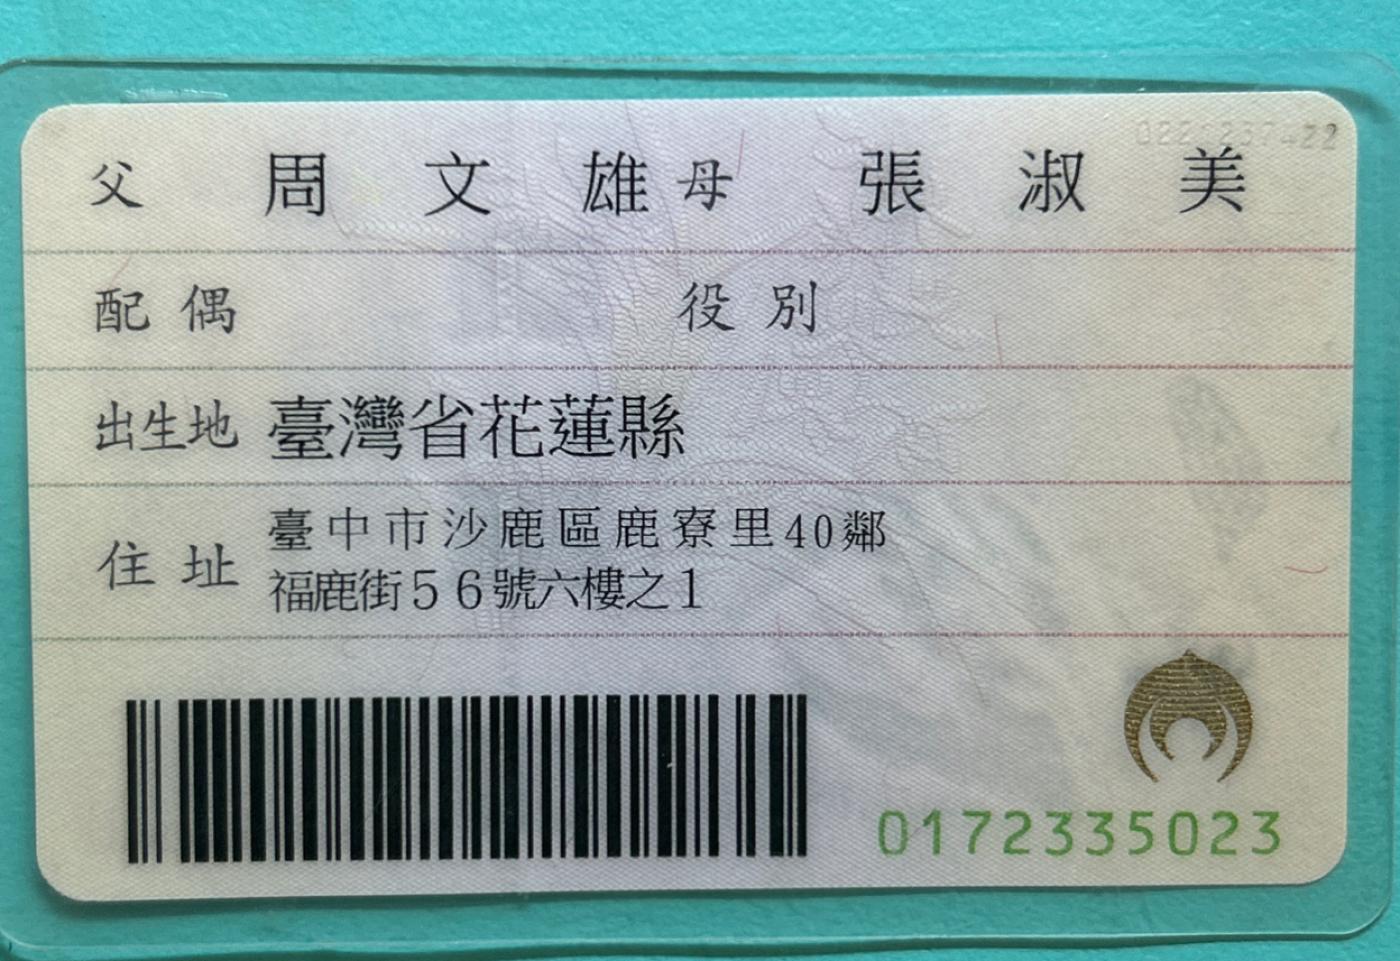 父 周文雄 母 張淑美
配偶 役別
出生地 臺灣省花蓮縣
住址 臺中市沙鹿區鹿寮里40鄰
福鹿街56號六樓之1
0172335023